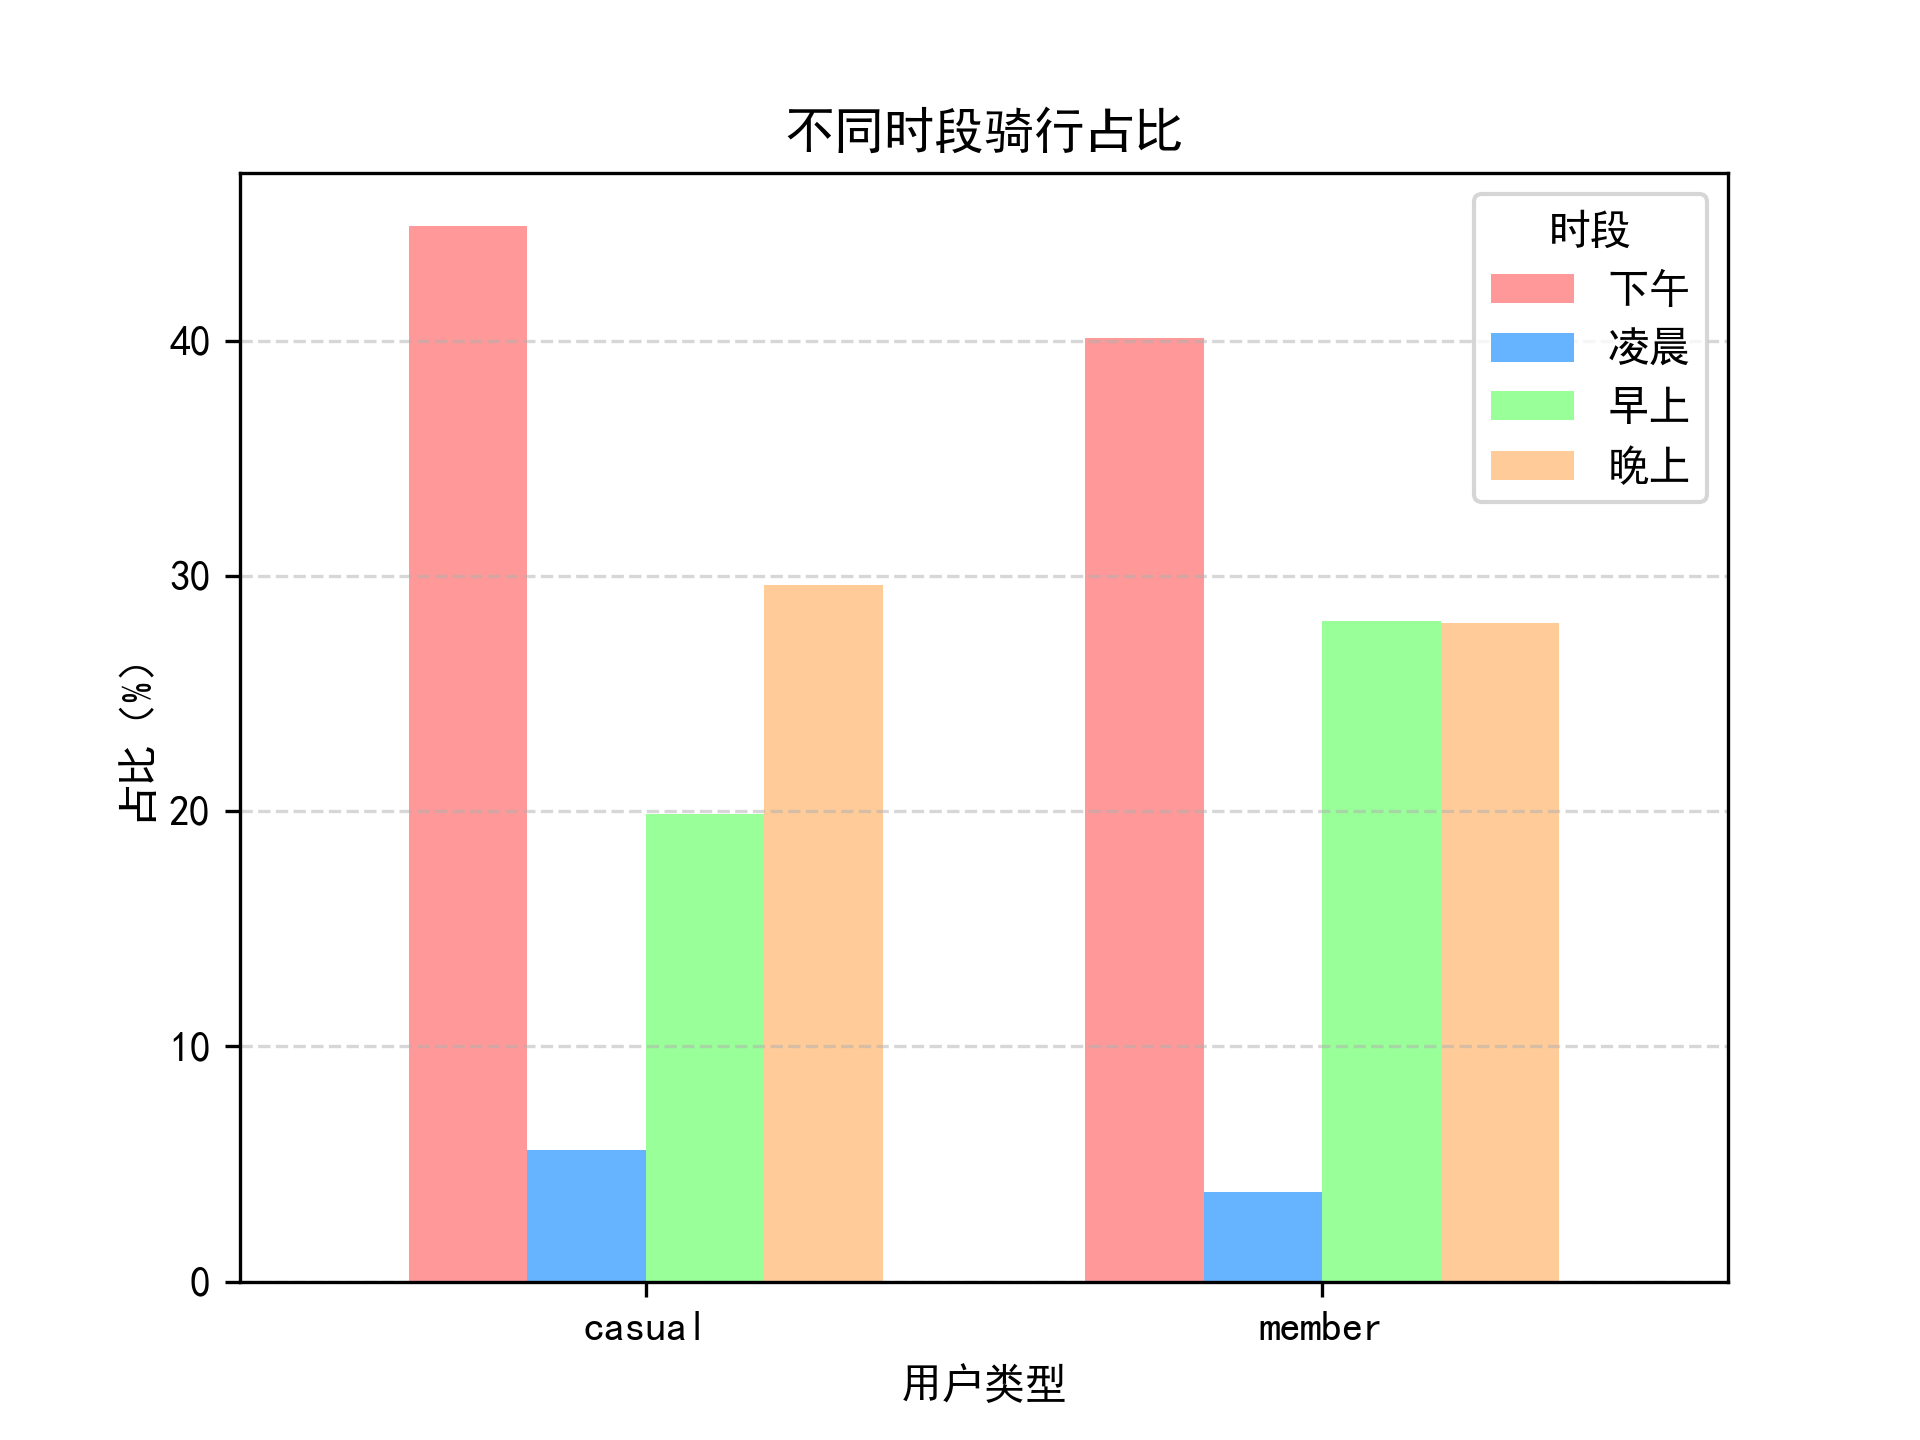 不同时段骑行占比
时段
下午
凌晨
早上
晚上
40
30
20
10
0
占比 (%)
casual
member
用户类型